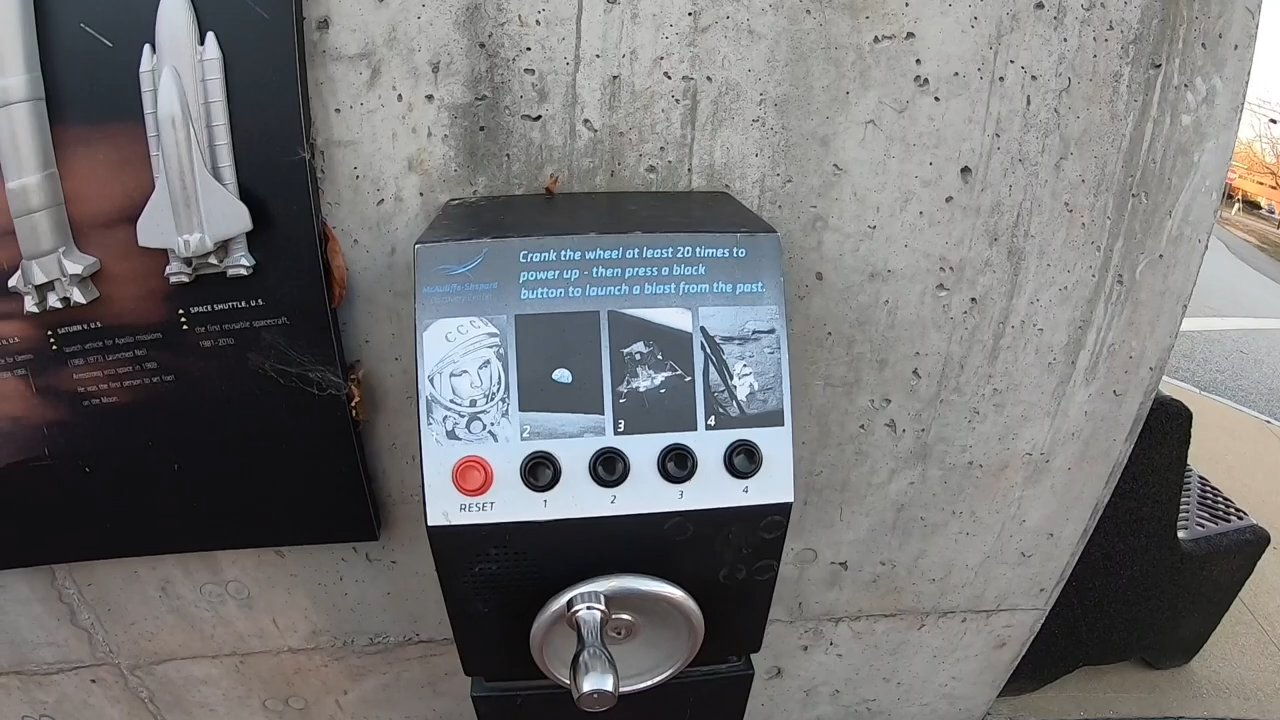 SPACE SHUTTLE, U.S.
the first reusable spacecraft,
1981-2010.
SATURN V, U.S.
launch vehicle for Apollo missions
(1968-1973). Launched Neil
Armstrong into space in 1969.
He was the first person to set foot
on the Moon.
McAuliffe-Shepard
Discovery Center
Crank the wheel at least 20 times to
power up - then press a black
button to launch a blast from the past.
CCCP
2
3
4
RESET
1
2
3
4